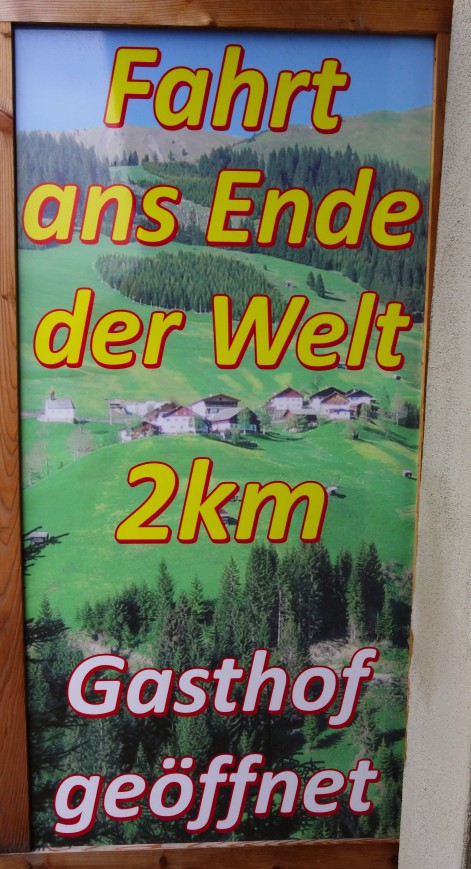 Fahrt
ans Ende
der Welt
2km
Gasthof
geöffnet